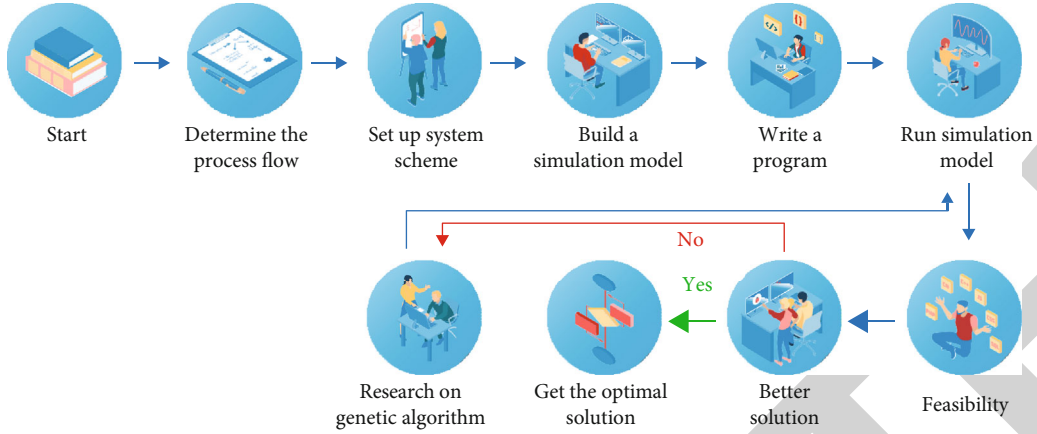 Start
Determine the
process flow
Set up system
scheme
Build a
simulation model
Write a
program
Run simulation
model
No
Yes
Research on
genetic algorithm
Get the optimal
solution
Better
solution
Feasibility